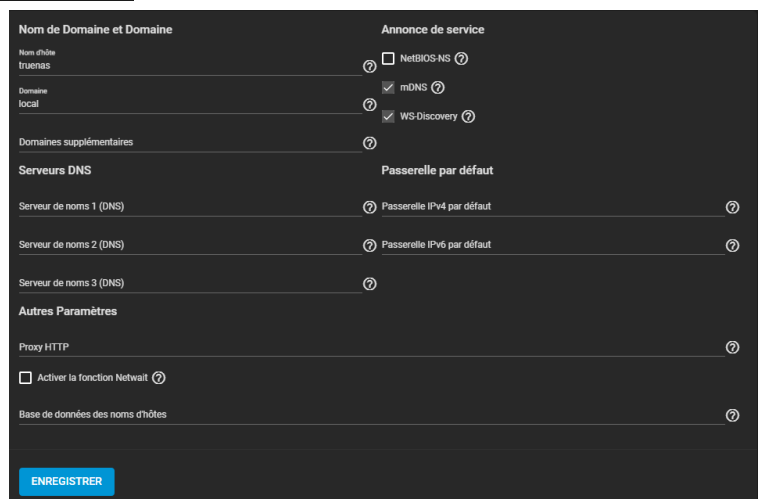 Nom de Domaine et Domaine
Nom d'hôte
truenas
Domaine
local
Domaines supplémentaires
Annonce de service
NetBIOS-NS
mDNS
WS-Discovery
Serveurs DNS
Serveur de noms 1 (DNS)
Serveur de noms 2 (DNS)
Serveur de noms 3 (DNS)
Passerelle par défaut
Passerelle IPv4 par défaut
Passerelle IPv6 par défaut
Autres Paramètres
Proxy HTTP
Activer la fonction Netwait
Base de données des noms d'hôtes
ENREGISTRER